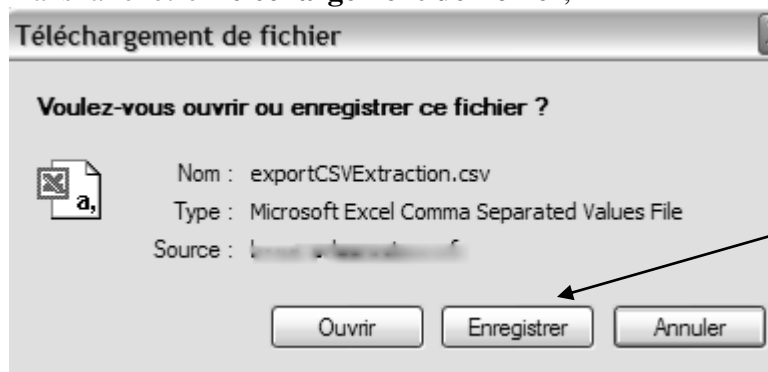 Téléchargement de fichier
Voulez-vous ouvrir ou enregistrer ce fichier ?
Nom : exportCSVExtraction.csv
Type : Microsoft Excel Comma Separated Values File
Source :
Ouvrir Enregistrer Annuler